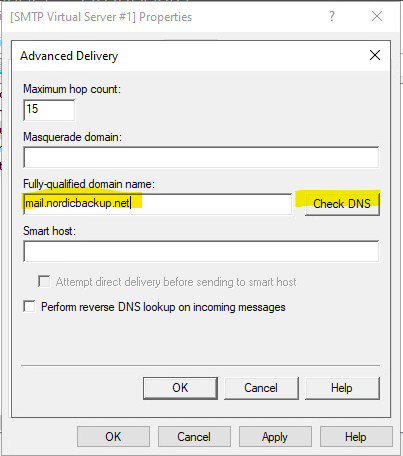 [SMTP Virtual Server #1] Properties
Advanced Delivery
Maximum hop count:
15
Masquerade domain:
Fully-qualified domain name:
mail.nordicbackup.net
Check DNS
Smart host:
Attempt direct delivery before sending to smart host
Perform reverse DNS lookup on incoming messages
OK Cancel Help
OK Cancel Apply Help